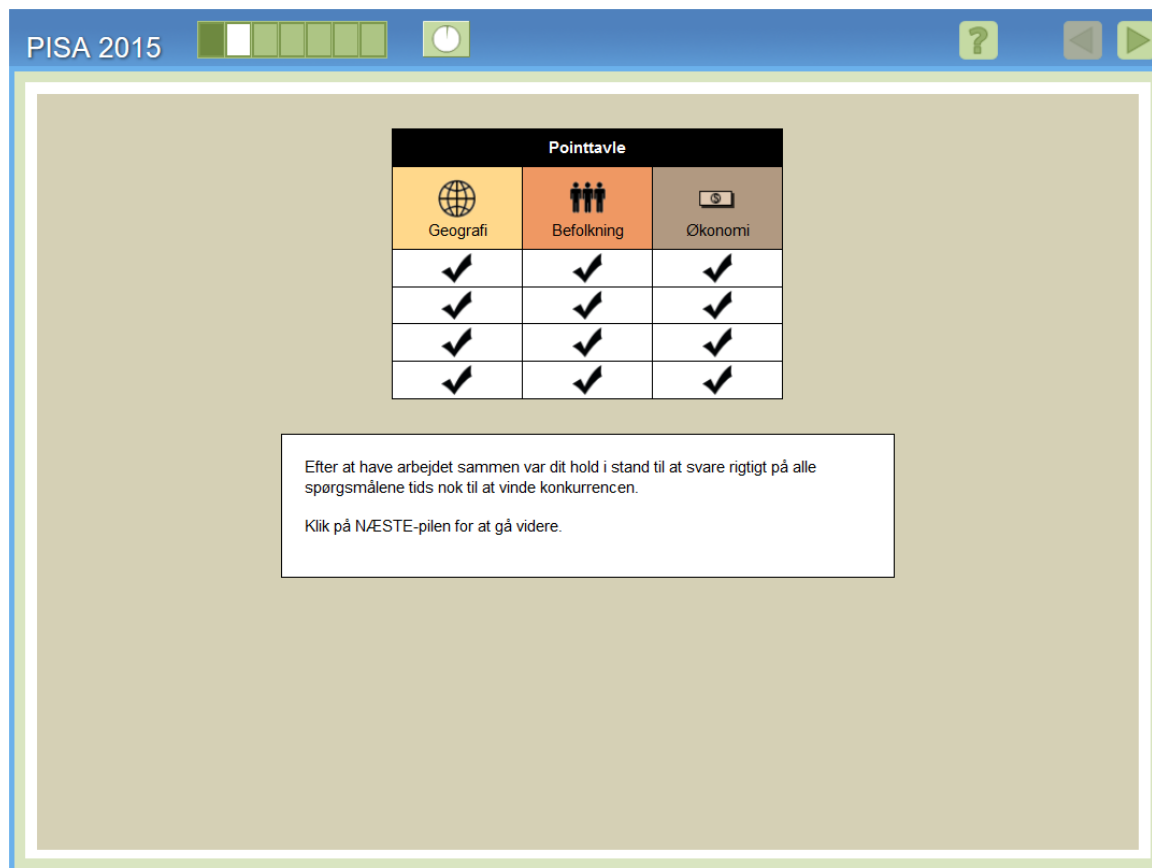 PISA 2015
?
Pointtavle
Geografi
Befolkning
Økonomi
Efter at have arbejdet sammen var dit hold i stand til at svare rigtigt på alle
spørgsmålene tids nok til at vinde konkurrencen.
Klik på NÆSTE-pilen for at gå videre.